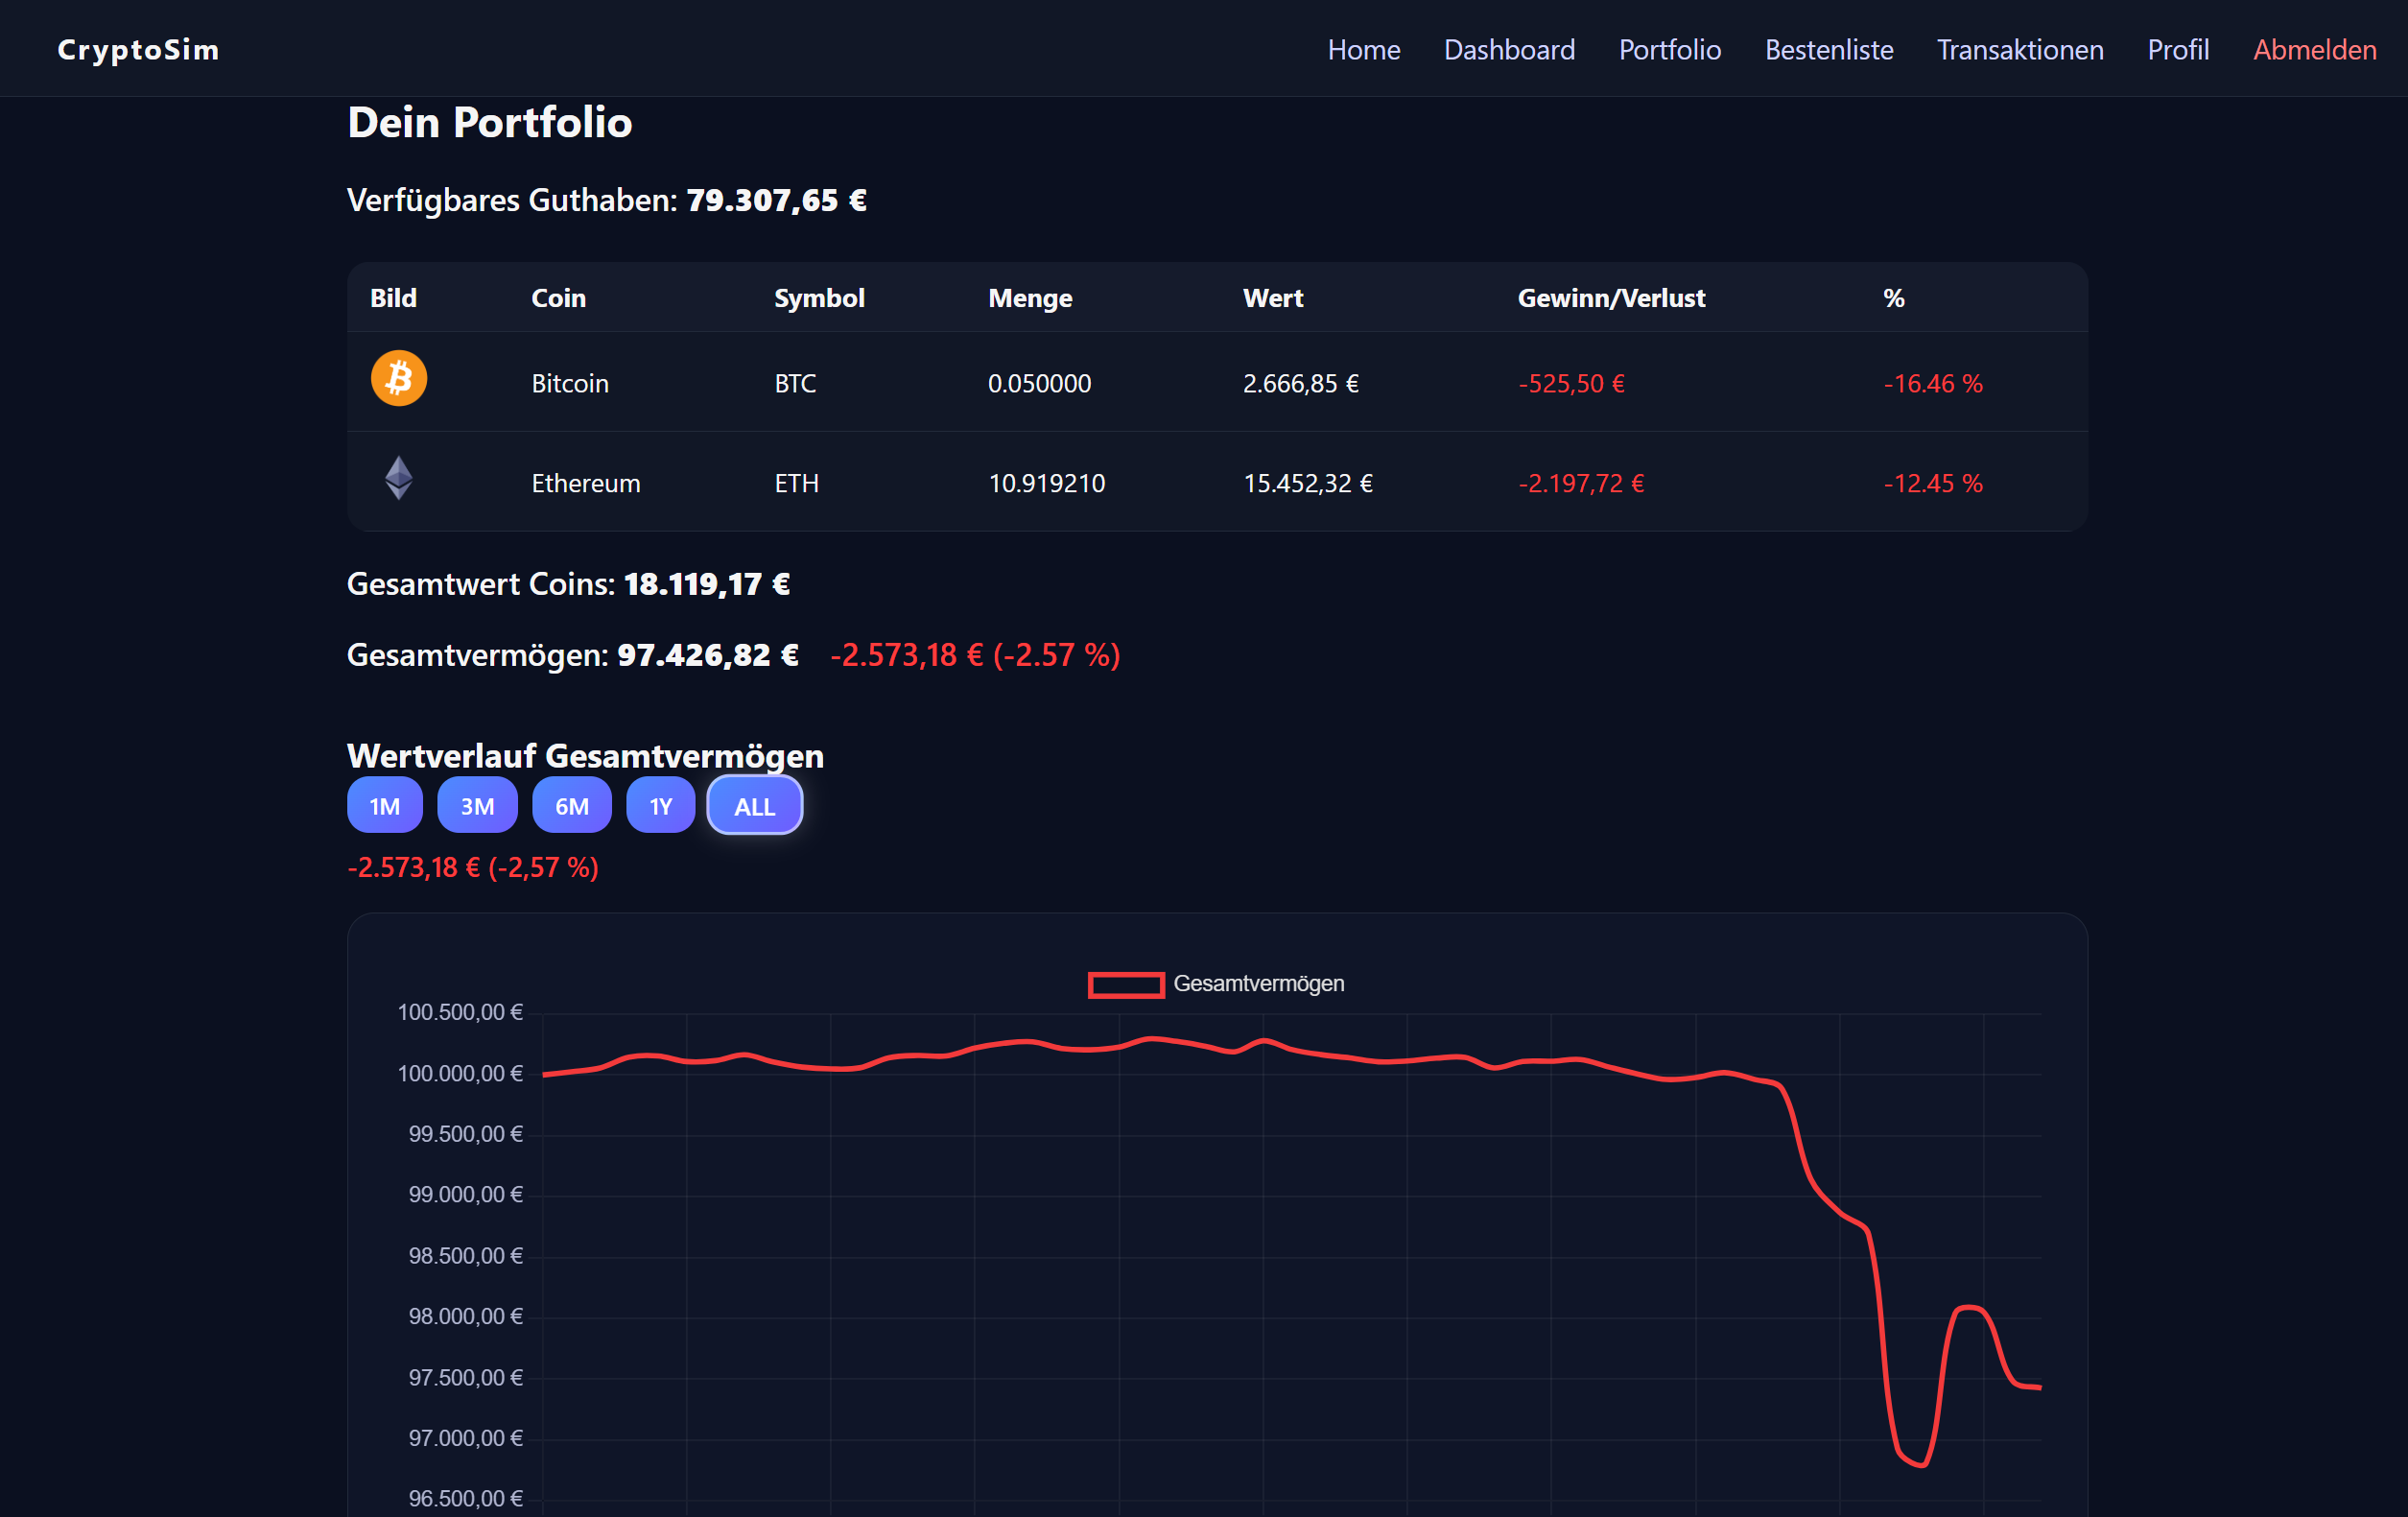 CryptoSim Home Dashboard Portfolio Bestenliste Transaktionen Profil Abmelden
Dein Portfolio
Verfügbares Guthaben: 79.307,65 €
Bild Coin Symbol Menge Wert Gewinn/Verlust %
Bitcoin BTC 0.050000 2.666,85 € -525,50 € -16.46 %
Ethereum ETH 10.919210 15.452,32 € -2.197,72 € -12.45 %
Gesamtwert Coins: 18.119,17 €
Gesamtvermögen: 97.426,82 € -2.573,18 € (-2.57 %)
Wertverlauf Gesamtvermögen
1M 3M 6M 1Y ALL
-2.573,18 € (-2,57 %)
Gesamtvermögen
100.500,00 €
100.000,00 €
99.500,00 €
99.000,00 €
98.500,00 €
98.000,00 €
97.500,00 €
97.000,00 €
96.500,00 €